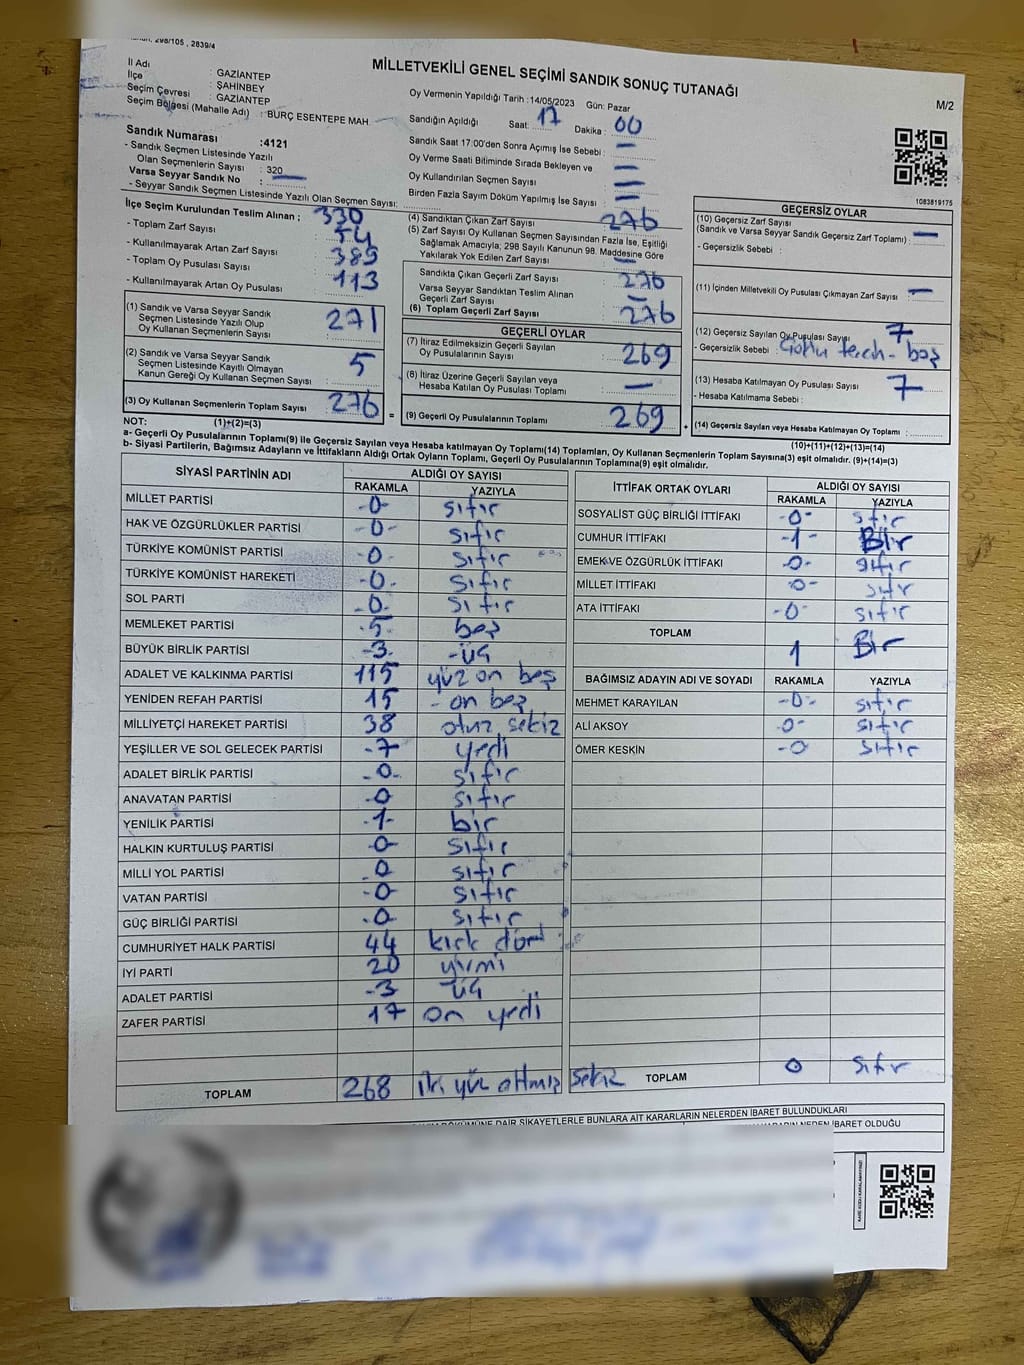 298/105 , 2839/4
MİLLETVEKİLİ GENEL SEÇİMİ SANDIK SONUÇ TUTANAĞI
M/2
İl Adı : GAZİANTEP
İlçe : ŞAHİNBEY
Seçim Çevresi : GAZİANTEP
Seçim Bölgesi (Mahalle Adı) : BURÇ ESENTEPE MAH
Oy Vermenin Yapıldığı Tarih :14/05/2023 Gün: Pazar
Sandığın Açıldığı Saat: 17 Dakika : 00
Sandık Saat 17:00'den Sonra Açımış İse Sebebi : —
Oy Verme Saati Bitiminde Sırada Bekleyen ve
Oy Kullandırılan Seçmen Sayısı —
Birden Fazla Sayım Döküm Yapılmış İse Sayısı : —
Sandık Numarası :4121
- Sandık Seçmen Listesinde Yazılı
Olan Seçmenlerin Sayısı : 320
Varsa Seyyar Sandık No :
- Seyyar Sandık Seçmen Listesinde Yazılı Olan Seçmen Sayısı:
1083819175
İlçe Seçim Kurulundan Teslim Alınan ;
- Toplam Zarf Sayısı : 330
- Kullanılmayarak Artan Zarf Sayısı : 54
- Toplam Oy Pusulası Sayısı : 389
- Kullanılmayarak Artan Oy Pusulası : 113
(1) Sandık ve Varsa Seyyar Sandık
Seçmen Listesinde Yazılı Olup
Oy Kullanan Seçmenlerin Sayısı : 271
(2) Sandık ve Varsa Seyyar Sandık
Seçmen Listesinde Kayıtlı Olmayan
Kanun Gereği Oy Kullanan Seçmen Sayısı : 5
(3) Oy Kullanan Seçmenlerin Toplam Sayısı : 276
(1)+(2)=(3)
(4) Sandıktan Çıkan Zarf Sayısı 276
(5) Zarf Sayısı Oy Kullanan Seçmen Sayısından Fazla İse, Eşitliği
Sağlamak Amacıyla; 298 Sayılı Kanunun 98. Maddesine Göre
Yakılarak Yok Edilen Zarf Sayısı : —
Sandıkta Çıkan Geçerli Zarf Sayısı : 276
Varsa Seyyar Sandıktan Teslim Alınan
Geçerli Zarf Sayısı : —
(6) Toplam Geçerli Zarf Sayısı : 276
GEÇERLİ OYLAR
(7) İtiraz Edilmeksizin Geçerli Sayılan
Oy Pusulalarının Sayısı : 269
(8) İtiraz Üzerine Geçerli Sayılan veya
Hesaba Katılan Oy Pusulası Toplamı : —
= (9) Geçerli Oy Pusulalarının Toplamı : 269
GEÇERSİZ OYLAR
(10) Geçersiz Zarf Sayısı
(Sandık ve Varsa Seyyar Sandık Geçersiz Zarf Toplamı) : —
- Geçersizlik Sebebi :
(11) İçinden Milletvekili Oy Pusulası Çıkmayan Zarf Sayısı : —
(12) Geçersiz Sayılan Oy Pusulası Sayısı : 7
- Geçersizlik Sebebi : tercih - boş
(13) Hesaba Katılmayan Oy Pusulası Sayısı : 7
- Hesaba Katılmama Sebebi :
+ (14) Geçersiz Sayılan veya Hesaba Katılmayan Oy Toplamı :
(10)+(11)+(12)+(13)=(14)
NOT:
a- Geçerli Oy Pusulalarının Toplamı(9) ile Geçersiz Sayılan veya Hesaba katılmayan Oy Toplamı(14) Toplamları, Oy Kullanan Seçmenlerin Toplam Sayısına(3) eşit olmalıdır. (9)+(14)=(3)
b- Siyasi Partilerin, Bağımsız Adayların ve İttifakların Aldığı Ortak Oyların Toplamı, Geçerli Oy Pusulalarının Toplamına(9) eşit olmalıdır.
SİYASİ PARTİNİN ADI ALDIĞI OY SAYISI
RAKAMLA YAZIYLA
MİLLET PARTİSİ -0- sıfır
HAK VE ÖZGÜRLÜKLER PARTİSİ -0- sıfır
TÜRKİYE KOMÜNİST PARTİSİ -0- sıfır
TÜRKİYE KOMÜNİST HAREKETİ -0- sıfır
SOL PARTİ -0- sıfır
MEMLEKET PARTİSİ -5- beş
BÜYÜK BİRLİK PARTİSİ -3- -üç
ADALET VE KALKINMA PARTİSİ 115 yüz on beş
YENİDEN REFAH PARTİSİ 15 - on beş
MİLLİYETÇİ HAREKET PARTİSİ 38 otuz sekiz
YEŞİLLER VE SOL GELECEK PARTİSİ -7 yedi
ADALET BİRLİK PARTİSİ -0- sıfır
ANAVATAN PARTİSİ -0 sıfır
YENİLİK PARTİSİ -1- bir
HALKIN KURTULUŞ PARTİSİ -0- sıfır
MİLLİ YOL PARTİSİ -0 sıfır
VATAN PARTİSİ -0- sıfır
GÜÇ BİRLİĞİ PARTİSİ -0- sıfır
CUMHURİYET HALK PARTİSİ 44 kırk dört
İYİ PARTİ 20 yirmi
ADALET PARTİSİ -3 üç
ZAFER PARTİSİ 17 on yedi
TOPLAM 268 iki yüz altmış sekiz
İTTİFAK ORTAK OYLARI ALDIĞI OY SAYISI
RAKAMLA YAZIYLA
SOSYALİST GÜÇ BİRLİĞİ İTTİFAKI -0- sıfır
CUMHUR İTTİFAKI -1- Bir
EMEK VE ÖZGÜRLÜK İTTİFAKI -0- sıfır
MİLLET İTTİFAKI -0- sıfır
ATA İTTİFAKI -0- sıfır
TOPLAM 1 Bir
BAĞIMSIZ ADAYIN ADI VE SOYADI RAKAMLA YAZIYLA
MEHMET KARAYILAN -0- sıfır
ALİ AKSOY -0- sıfır
ÖMER KESKİN -0 sıfır
TOPLAM 0 sıfır
DÖKÜMÜNE DAİR ŞİKAYETLERLE BUNLARA AİT KARARLARIN NELERDEN İBARET BULUNDUKLARI
NEDEN İBARET OLDUĞU